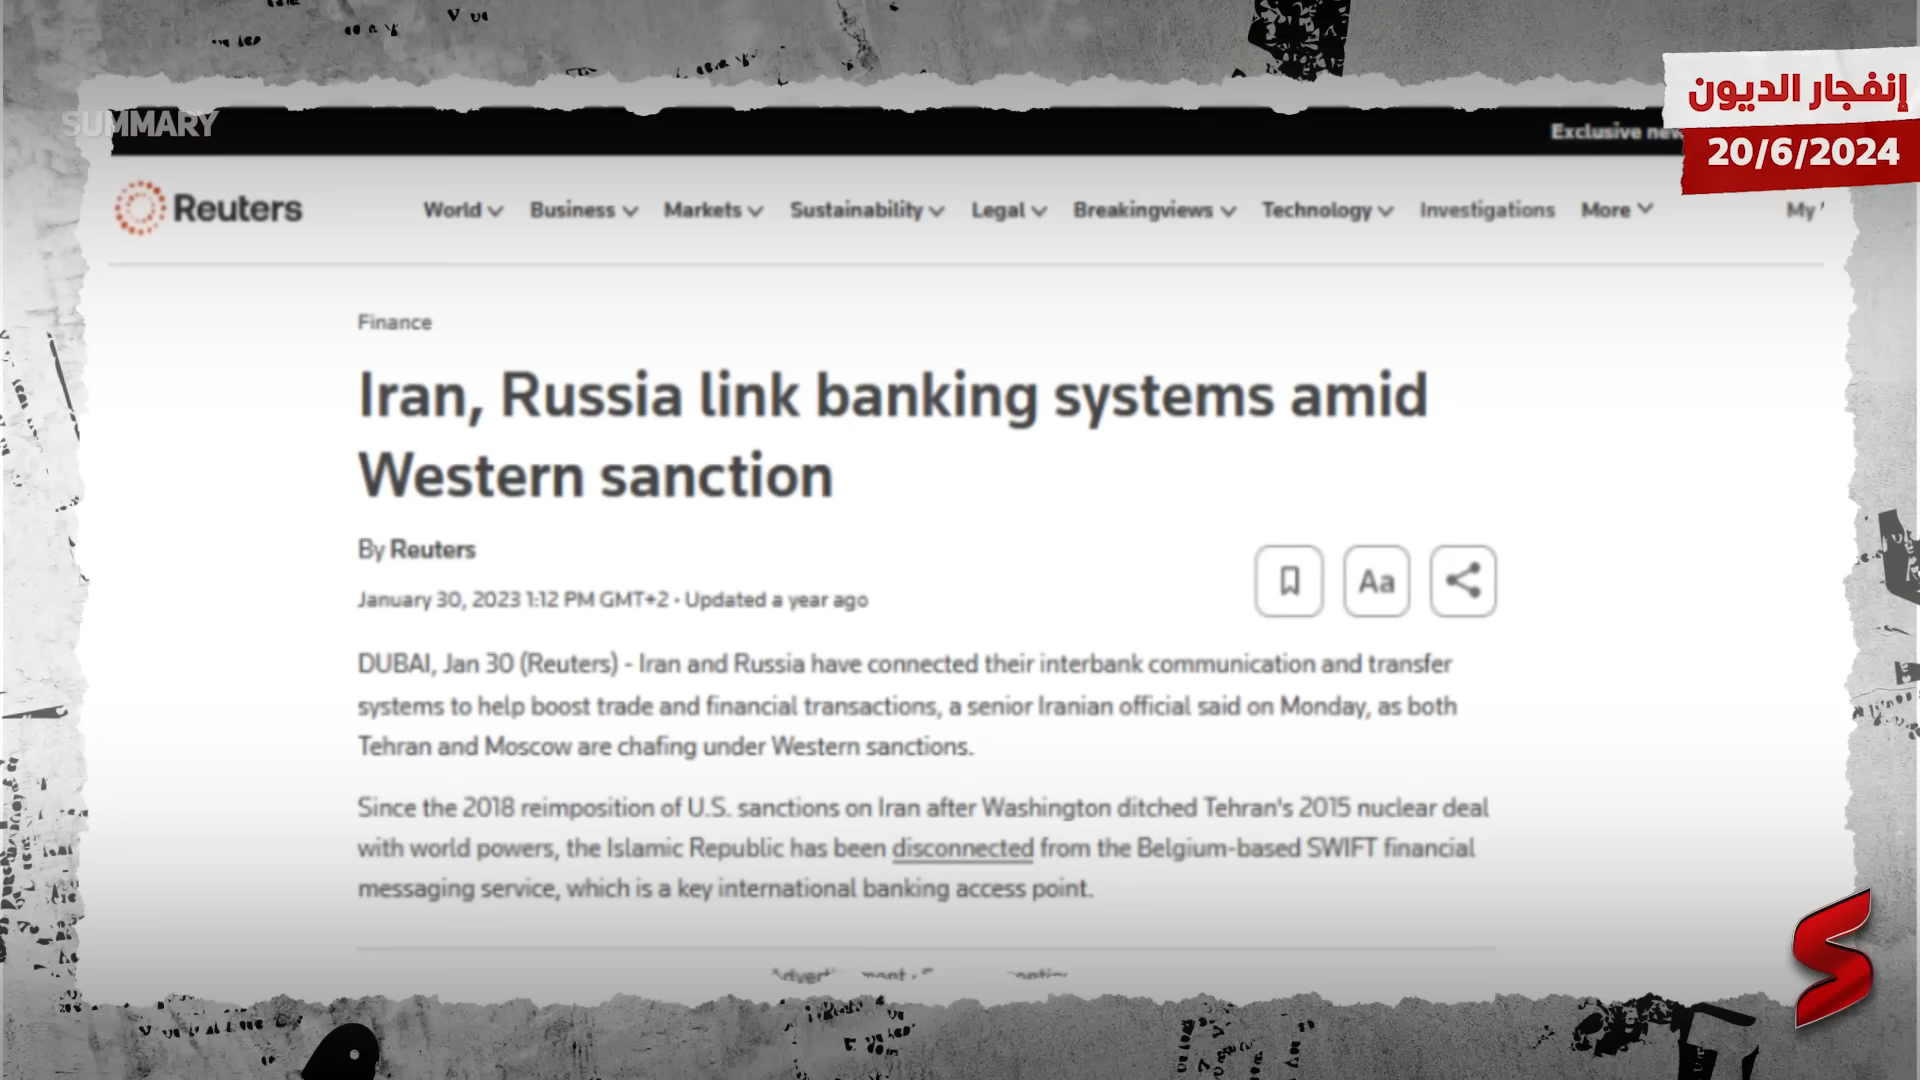 SUMMARY
Exclusive
إنفجار الديون
20/6/2024
Reuters
World Business Markets Sustainability Legal Breakingviews Technology Investigations More My
Finance
Iran, Russia link banking systems amid
Western sanction
By Reuters
January 30, 2023 1:12 PM GMT+2 · Updated a year ago
Aa
DUBAI, Jan 30 (Reuters) - Iran and Russia have connected their interbank communication and transfer
systems to help boost trade and financial transactions, a senior Iranian official said on Monday, as both
Tehran and Moscow are chafing under Western sanctions.
Since the 2018 reimposition of U.S. sanctions on Iran after Washington ditched Tehran's 2015 nuclear deal
with world powers, the Islamic Republic has been disconnected from the Belgium-based SWIFT financial
messaging service, which is a key international banking access point.